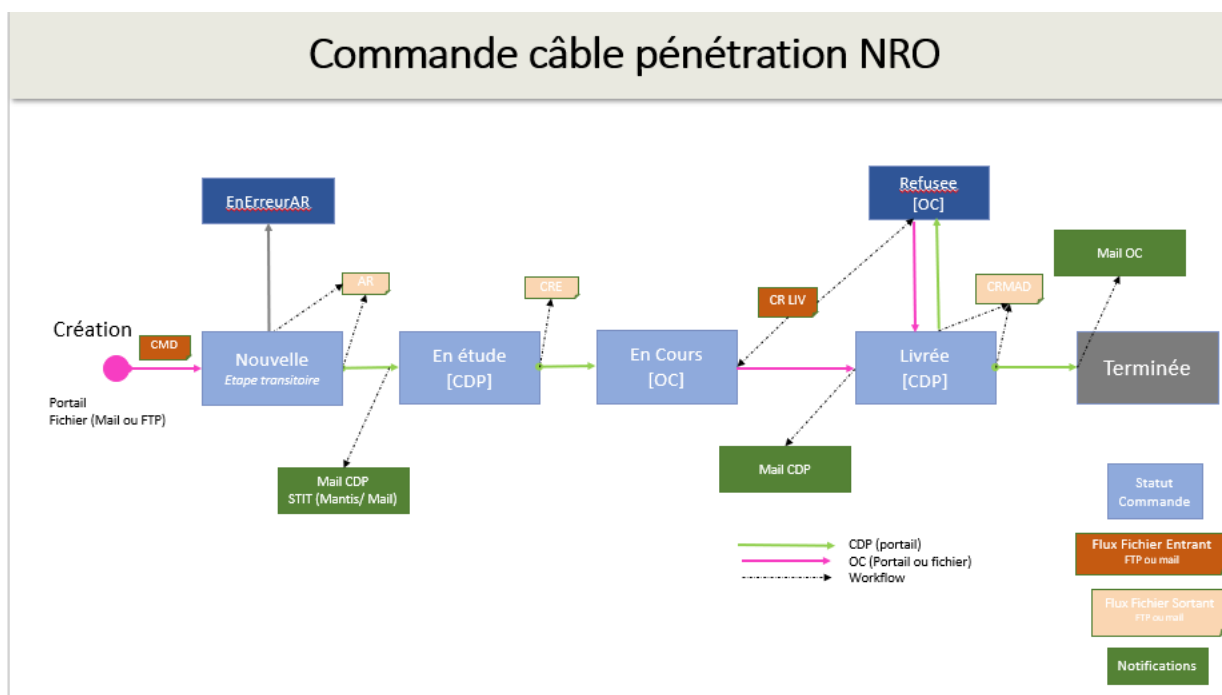 Commande câble pénétration NRO
EnErreurAR
Refusee
[OC]
Mail OC
AR
CRE
CR LIV
CRMAD
Création
CMD
Nouvelle
Etape transitoire
En étude
[CDP]
En Cours
[OC]
Livrée
[CDP]
Terminée
Portail
Fichier (Mail ou FTP)
Mail CDP
STIT (Mantis/ Mail)
Mail CDP
Statut
Commande
CDP (portail)
OC (Portail ou fichier)
Workflow
Flux Fichier Entrant
FTP ou mail
Flux Fichier Sortant
FTP ou mail
Notifications